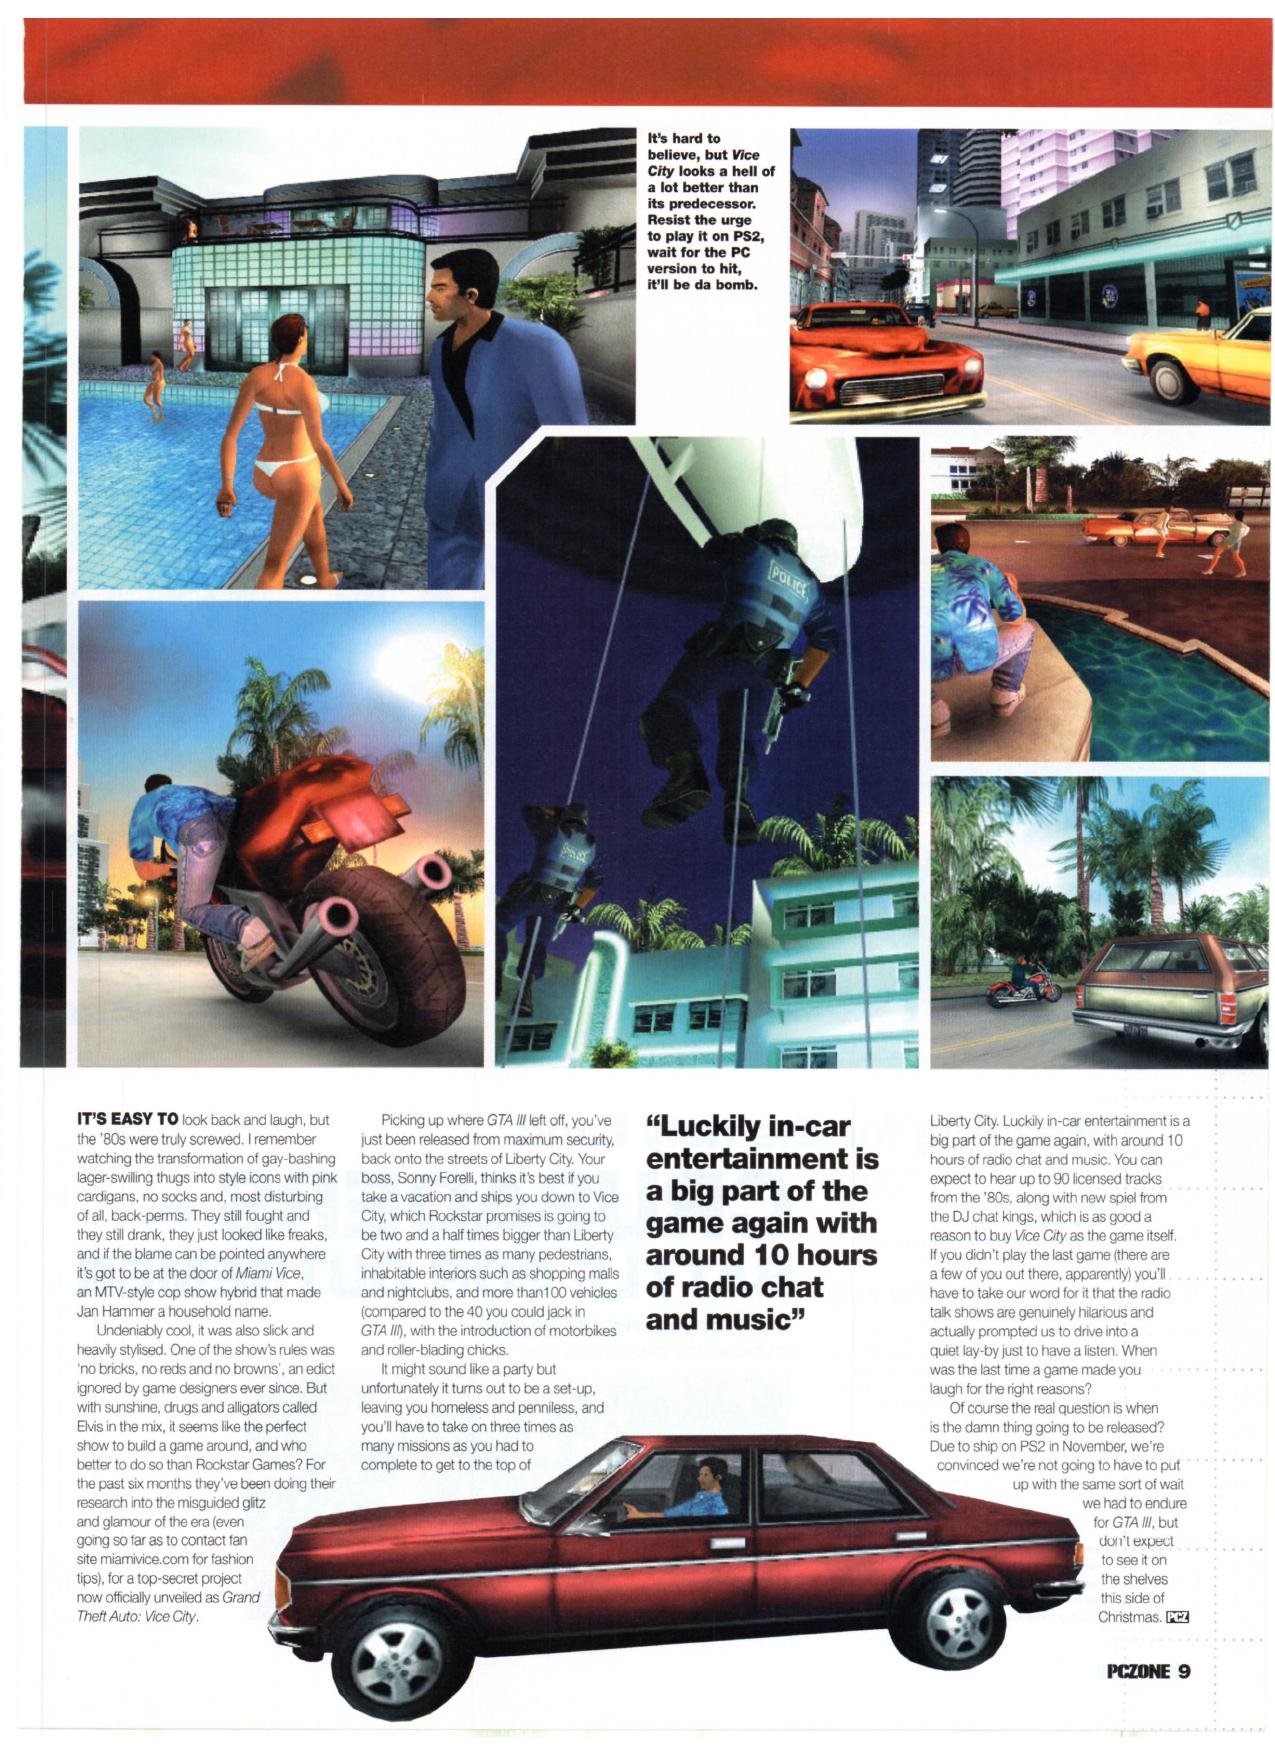 It's hard to
believe, but Vice
City looks a hell of
a lot better than
its predecessor.
Resist the urge
to play it on PS2,
wait for the PC
version to hit,
it'll be da bomb.
POLICE
POLICE
IT'S EASY TO look back and laugh, but
the '80s were truly screwed. I remember
watching the transformation of gay-bashing
lager-swilling thugs into style icons with pink
cardigans, no socks and, most disturbing
of all, back-perms. They still fought and
they still drank, they just looked like freaks,
and if the blame can be pointed anywhere
it's got to be at the door of Miami Vice,
an MTV-style cop show hybrid that made
Jan Hammer a household name.
Undeniably cool, it was also slick and
heavily stylised. One of the show's rules was
'no bricks, no reds and no browns', an edict
ignored by game designers ever since. But
with sunshine, drugs and alligators called
Elvis in the mix, it seems like the perfect
show to build a game around, and who
better to do so than Rockstar Games? For
the past six months they've been doing their
research into the misguided glitz
and glamour of the era (even
going so far as to contact fan
site miamivice.com for fashion
tips), for a top-secret project
now officially unveiled as Grand
Theft Auto: Vice City.
Picking up where GTA III left off, you've
just been released from maximum security,
back onto the streets of Liberty City. Your
boss, Sonny Forelli, thinks it's best if you
take a vacation and ships you down to Vice
City, which Rockstar promises is going to
be two and a half times bigger than Liberty
City with three times as many pedestrians,
inhabitable interiors such as shopping malls
and nightclubs, and more than100 vehicles
(compared to the 40 you could jack in
GTA III), with the introduction of motorbikes
and roller-blading chicks.
It might sound like a party but
unfortunately it turns out to be a set-up,
leaving you homeless and penniless, and
you'll have to take on three times as
many missions as you had to
complete to get to the top of
"Luckily in-car
entertainment is
a big part of the
game again with
around 10 hours
of radio chat
and music"
Liberty City. Luckily in-car entertainment is a
big part of the game again, with around 10
hours of radio chat and music. You can
expect to hear up to 90 licensed tracks
from the '80s, along with new spiel from
the DJ chat kings, which is as good a
reason to buy Vice City as the game itself.
If you didn't play the last game (there are
a few of you out there, apparently) you'll
have to take our word for it that the radio
talk shows are genuinely hilarious and
actually prompted us to drive into a
quiet lay-by just to have a listen. When
was the last time a game made you
laugh for the right reasons?
Of course the real question is when
is the damn thing going to be released?
Due to ship on PS2 in November, we're
convinced we're not going to have to put
up with the same sort of wait
we had to endure
for GTA III, but
don't expect
to see it on
the shelves
this side of
Christmas. PCZ
PCZONE 9